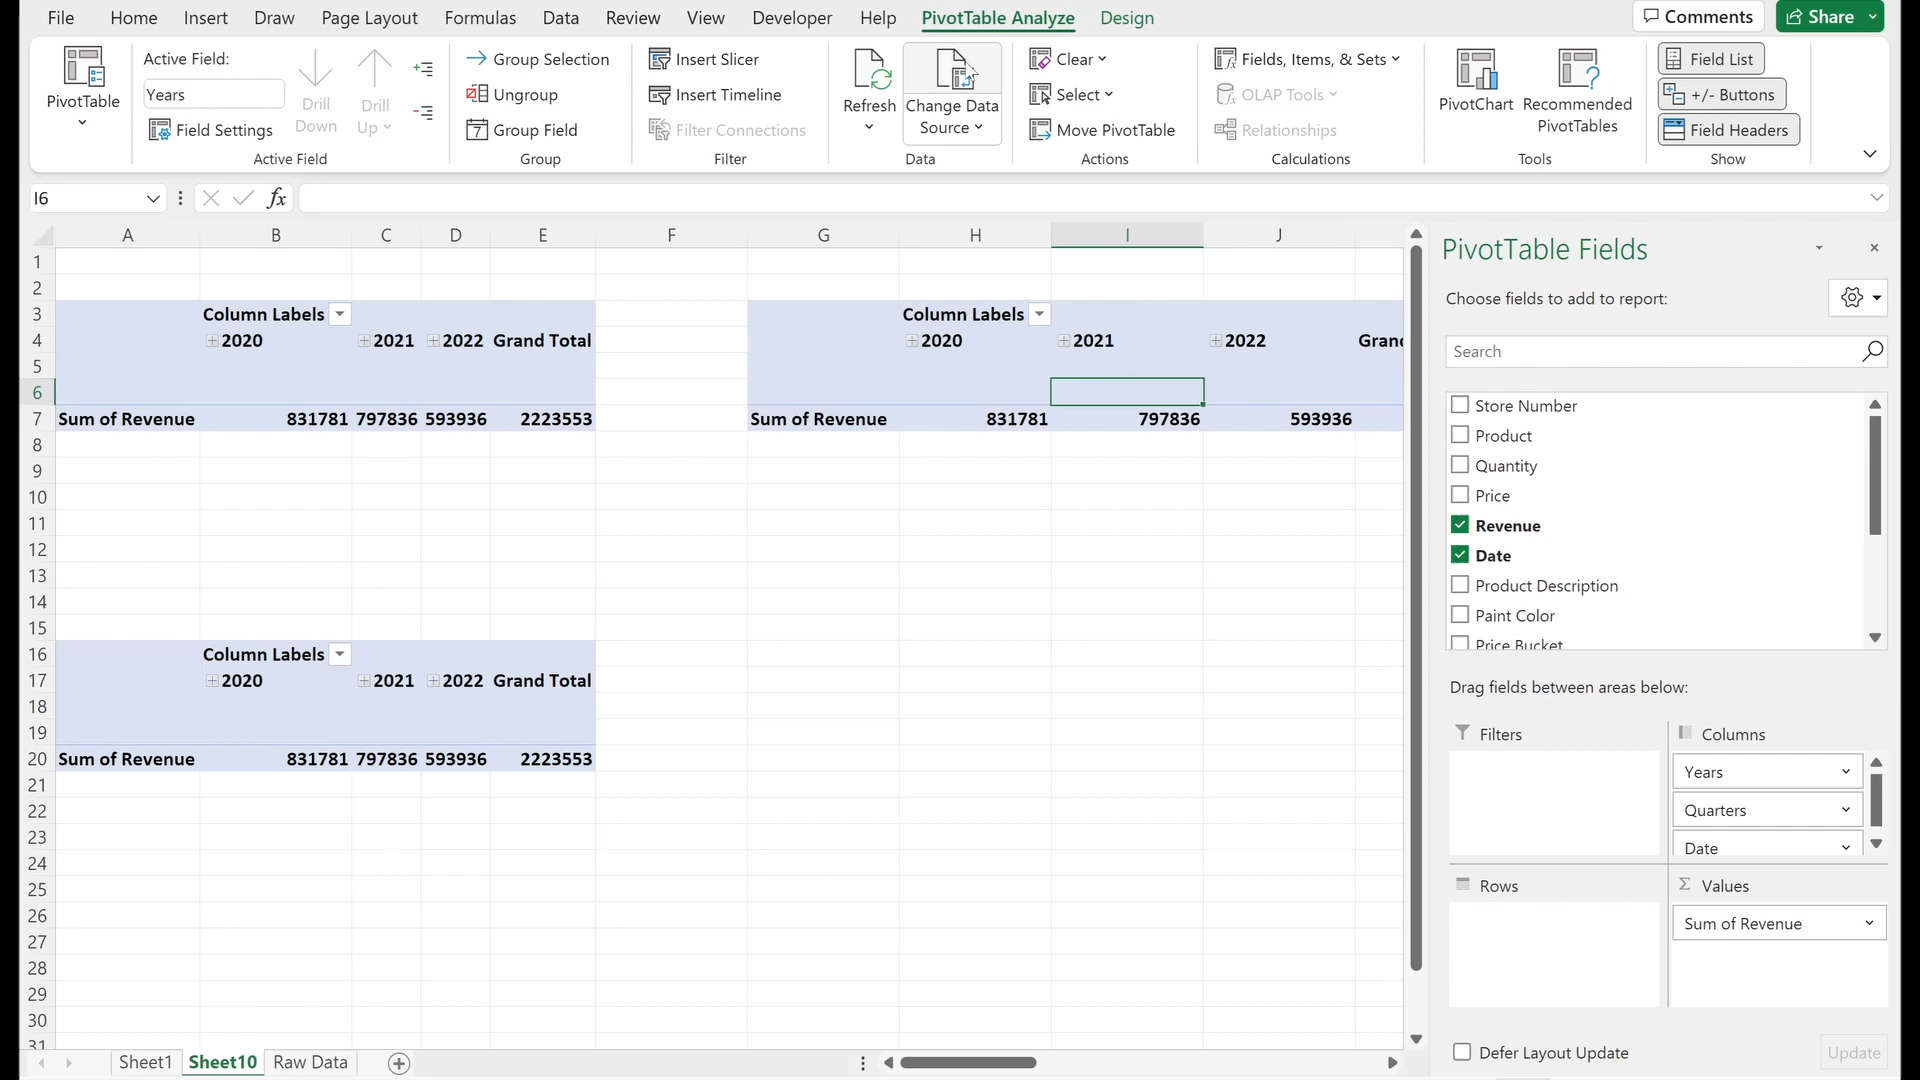 File Home Insert Draw Page Layout Formulas Data Review View Developer Help PivotTable Analyze Design Comments Share
PivotTable
Active Field:
Years
Field Settings
Drill Down
Drill Up
Active Field
Group Selection
Ungroup
7 Group Field
Group
Insert Slicer
Insert Timeline
Filter Connections
Filter
Refresh
Change Data
Source
Data
Clear
Select
Move PivotTable
Actions
Fields, Items, & Sets
OLAP Tools
Relationships
Calculations
PivotChart
Recommended
PivotTables
Tools
Field List
+/- Buttons
Field Headers
Show
I6 fx
A B C D E F G H I J
1
2
3 Column Labels Column Labels
4 2020 2021 2022 Grand Total 2020 2021 2022 Gran
5
6
7 Sum of Revenue 831781 797836 593936 2223553 Sum of Revenue 831781 797836 593936
8
9
10
11
12
13
14
15
16 Column Labels
17 2020 2021 2022 Grand Total
18
19
20 Sum of Revenue 831781 797836 593936 2223553
21
22
23
24
25
26
27
28
29
30
31
Sheet1 Sheet10 Raw Data
PivotTable Fields
Choose fields to add to report:
Search
Store Number
Product
Quantity
Price
Revenue
Date
Product Description
Paint Color
Price Bucket
Drag fields between areas below:
Filters
Columns
Years
Quarters
Date
Rows
Σ Values
Sum of Revenue
Defer Layout Update
Update